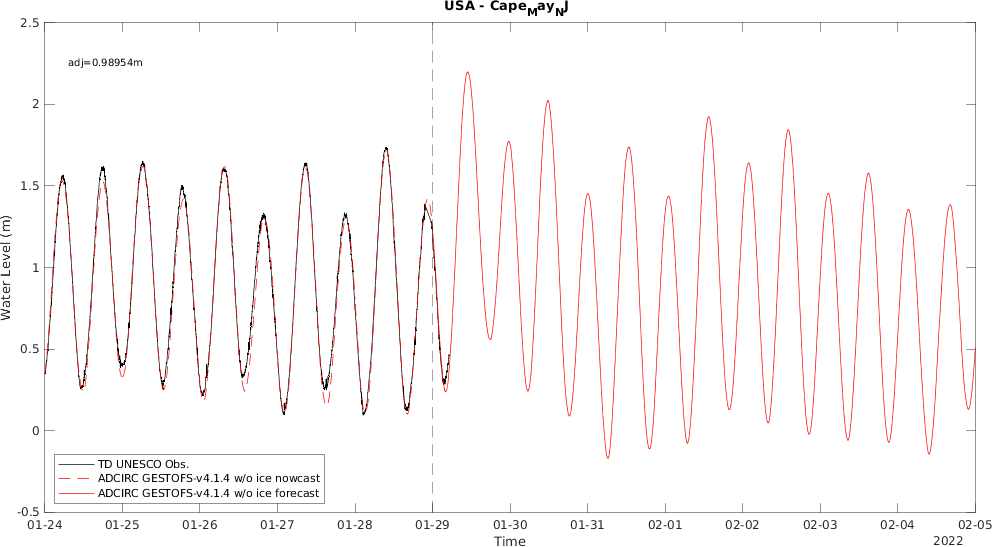 USA - Cape_May_NJ
2.5
adj=0.98954m
2
1.5
1
0.5
0
-0.5
Water Level (m)
TD UNESCO Obs.
ADCIRC GESTOFS-v4.1.4 w/o ice nowcast
ADCIRC GESTOFS-v4.1.4 w/o ice forecast
01-24 01-25 01-26 01-27 01-28 01-29 01-30 01-31 02-01 02-02 02-03 02-04 02-05
Time
2022